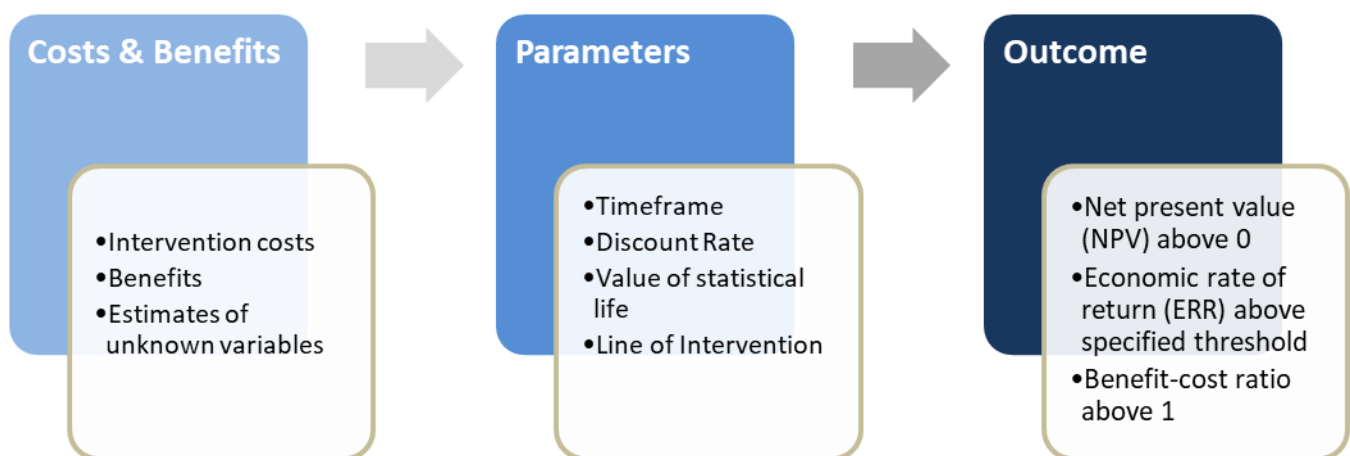 Costs & Benefits
•Intervention costs
•Benefits
•Estimates of
unknown variables
Parameters
•Timeframe
•Discount Rate
•Value of statistical
life
•Line of Intervention
Outcome
•Net present value
(NPV) above 0
•Economic rate of
return (ERR) above
specified threshold
•Benefit-cost ratio
above 1